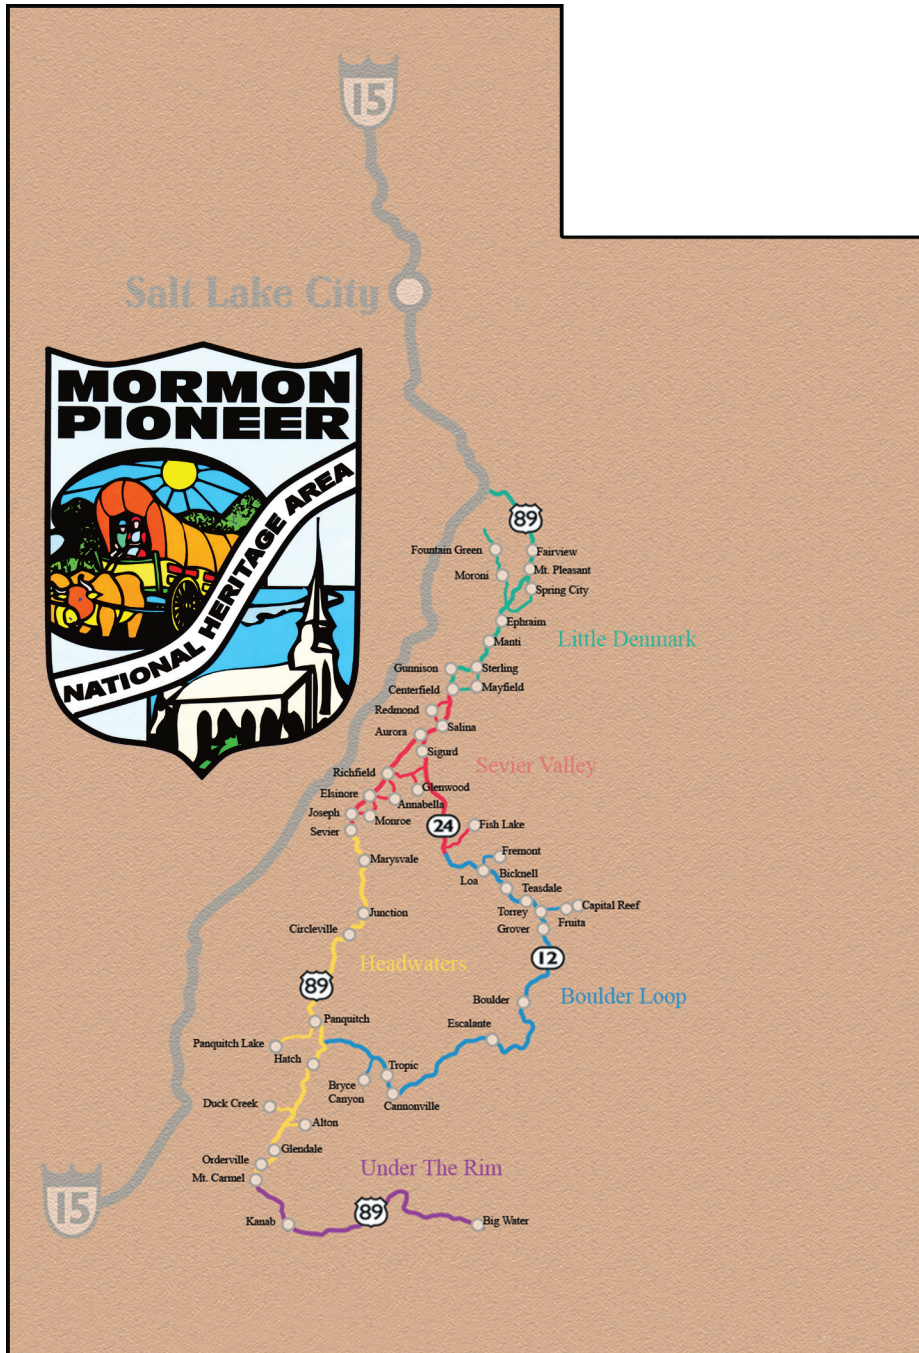 15
Salt Lake City
MORMON
PIONEER
NATIONAL HERITAGE AREA
89
Fountain Green
Fairview
Moroni
Mt. Pleasant
Spring City
Ephraim
Manti
Little Denmark
Gunnison
Sterling
Centerfield
Mayfield
Redmond
Salina
Aurora
Sigurd
Sevier Valley
Richfield
Glenwood
Elsinore
Annabella
Joseph
Monroe
24
Fish Lake
Sevier
Marysvale
Fremont
Loa
Bicknell
Teasdale
Junction
Torrey
Capital Reef
Fruita
Circleville
Grover
12
Headwaters
89
Boulder
Boulder Loop
Panquitch
Escalante
Panquitch Lake
Hatch
Tropic
Bryce
Canyon
Cannonville
Duck Creek
Alton
Glendale
Orderville
Mt. Carmel
Under The Rim
15
89
Kanab
Big Water